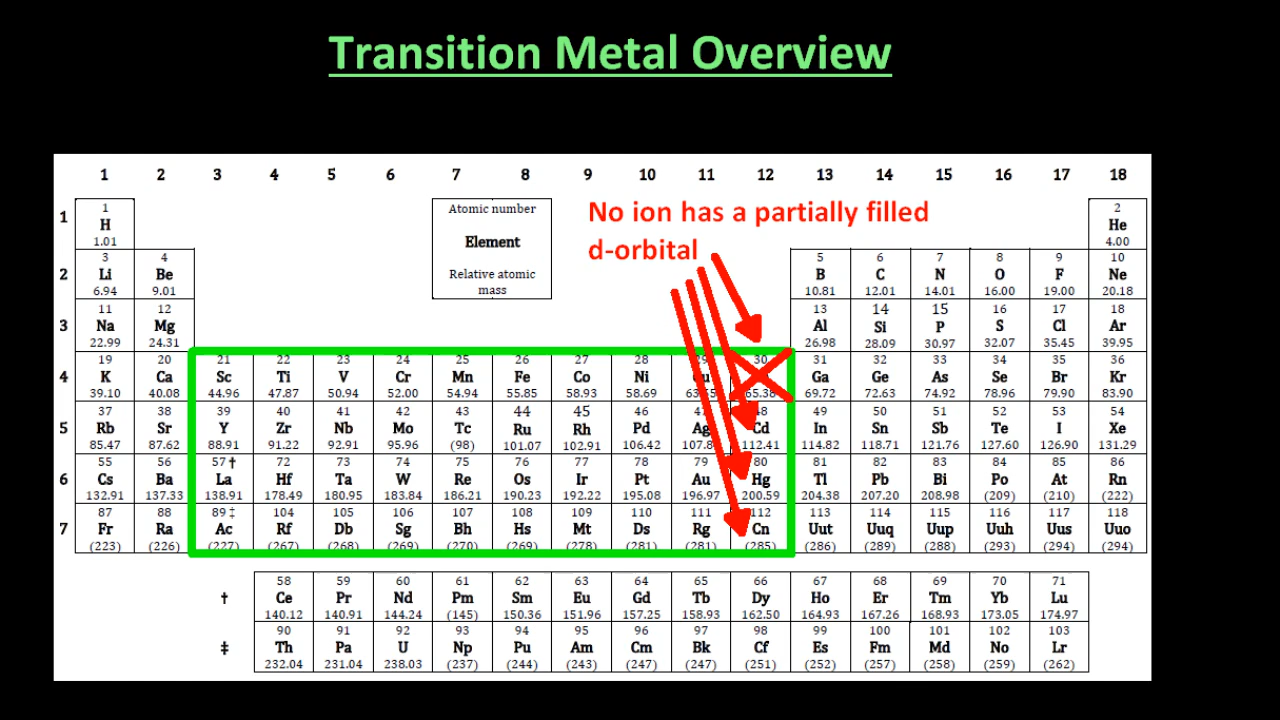 Transition Metal Overview
1 2 3 4 5 6 7 8 9 10 11 12 13 14 15 16 17 18
No ion has a partially filled
d-orbital
Atomic number
Element
Relative atomic
mass
1 1 2
H He
1.01 4.00
3 4 5 6 7 8 9 10
2 Li Be B C N O F Ne
6.94 9.01 10.81 12.01 14.01 16.00 19.00 20.18
11 12 13 14 15 16 17 18
3 Na Mg Al Si P S Cl Ar
22.99 24.31 26.98 28.09 30.97 32.07 35.45 39.95
19 20 21 22 23 24 25 26 27 28 30 31 32 33 34 35 36
4 K Ca Sc Ti V Cr Mn Fe Co Ni Ga Ge As Se Br Kr
39.10 40.08 44.96 47.87 50.94 52.00 54.94 55.85 58.93 58.69 65.38 69.72 72.63 74.92 78.96 79.90 83.90
37 38 39 40 41 42 43 44 45 46 49 50 51 52 53 54
5 Rb Sr Y Zr Nb Mo Tc Ru Rh Pd Ag Cd In Sn Sb Te I Xe
85.47 87.62 88.91 91.22 92.91 95.96 (98) 101.07 102.91 106.42 112.41 114.82 118.71 121.76 127.60 126.90 131.29
55 56 57 † 72 73 74 75 76 77 78 79 80 81 82 83 84 85 86
6 Cs Ba La Hf Ta W Re Os Ir Pt Au Hg Tl Pb Bi Po At Rn
132.91 137.33 138.91 178.49 180.95 183.84 186.21 190.23 192.22 195.08 196.97 200.59 204.38 207.20 208.98 (209) (210) (222)
87 88 89 ‡ 104 105 106 107 108 109 110 111 112 113 114 115 116 117 118
7 Fr Ra Ac Rf Db Sg Bh Hs Mt Ds Rg Cn Uut Uuq Uup Uuh Uus Uuo
(223) (226) (227) (267) (268) (269) (270) (269) (278) (281) (281) (285) (286) (289) (288) (293) (294) (294)
58 59 60 61 62 63 64 65 66 67 68 69 70 71
† Ce Pr Nd Pm Sm Eu Gd Tb Dy Ho Er Tm Yb Lu
140.12 140.91 144.24 (145) 150.36 151.96 157.25 158.93 162.50 164.93 167.26 168.93 173.05 174.97
90 91 92 93 94 95 96 97 98 99 100 101 102 103
‡ Th Pa U Np Pu Am Cm Bk Cf Es Fm Md No Lr
232.04 231.04 238.03 (237) (244) (243) (247) (247) (251) (252) (257) (258) (259) (262)